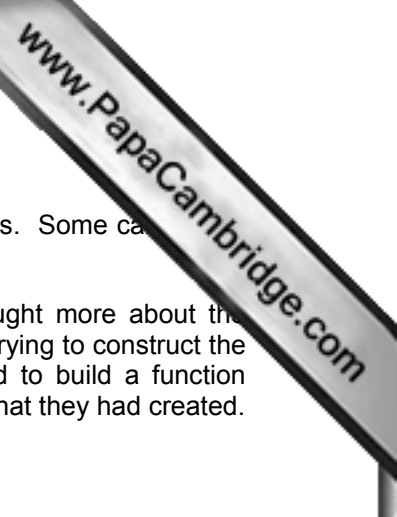 www.PapaCambridge.com
s. Some ca
ught more about th
rying to construct the
d to build a function
hat they had created.